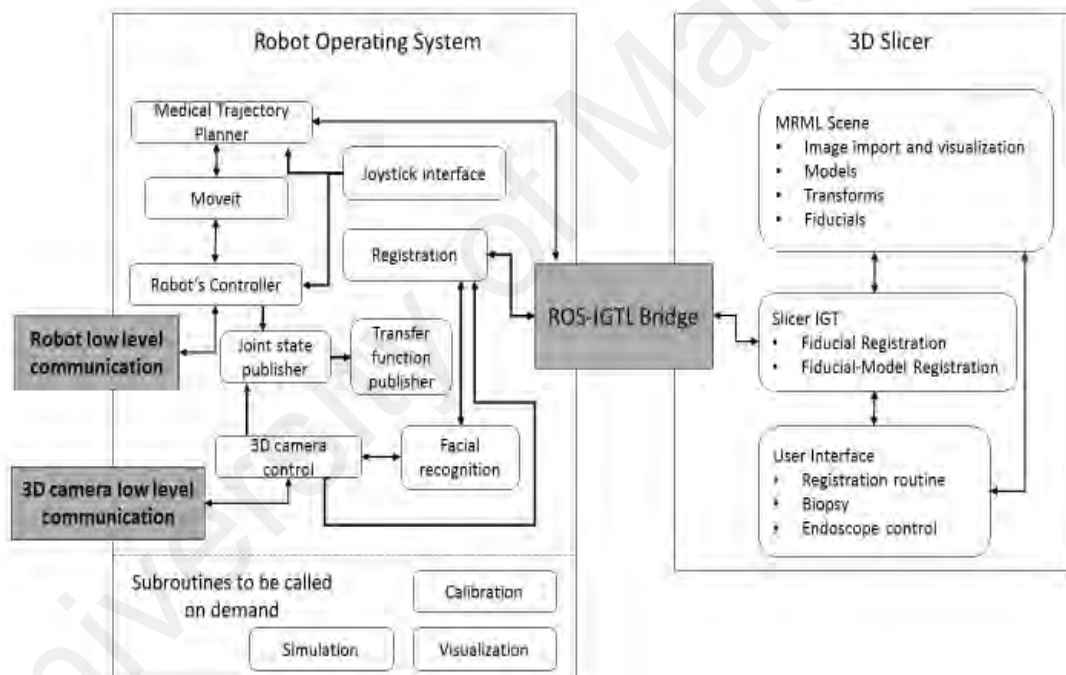 Robot Operating System
Medical Trajectory
Planner
Joystick interface
Moveit
Registration
Robot's Controller
Robot low level
communication
Joint state
publisher
Transfer
function
publisher
3D camera
control
Facial
recognition
3D camera low level
communication
Subroutines to be called
on demand
Calibration
Simulation
Visualization
ROS-IGTL Bridge
3D Slicer
MRML Scene
• Image import and visualization
• Models
• Transforms
• Fiducials
Slicer IGT
• Fiducial Registration
• Fiducial-Model Registration
User Interface
• Registration routine
• Biopsy
• Endoscope control
University of Mala